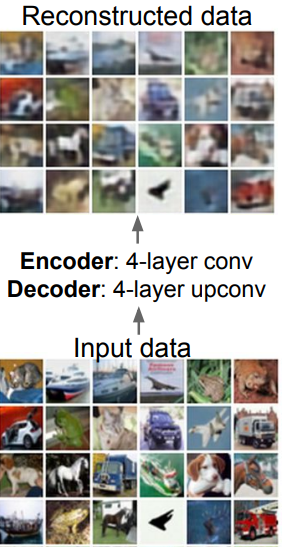 Reconstructed data
Encoder: 4-layer conv
Decoder: 4-layer upconv
Input data